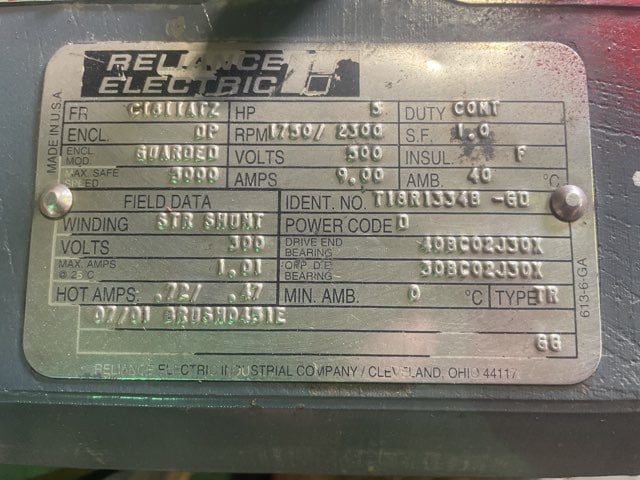 RELIANCE
ELECTRIC
MADE IN U.S.A.
FR C1811ATZ HP 5 DUTY CONT
ENCL. DP RPM 1750/ 2300 S.F. 1.0
ENCL. MOD. GUARDED VOLTS 500 INSUL. F
MAX. SAFE SPEED 3000 AMPS 9.00 AMB. 40 °C
FIELD DATA IDENT. NO. T18R1334B -GD
WINDING STR SHUNT POWER CODE D
VOLTS 300 DRIVE END BEARING 40BC02J30X
MAX. AMPS @ 25°C 1.01 OPP. D.E. BEARING 30BC02J30X
HOT AMPS. .72/ .47 MIN. AMB. 0 °C TYPE TR
07/01 BRUSH0451E
GG
RELIANCE ELECTRIC INDUSTRIAL COMPANY / CLEVELAND, OHIO 44117
613-6-GA